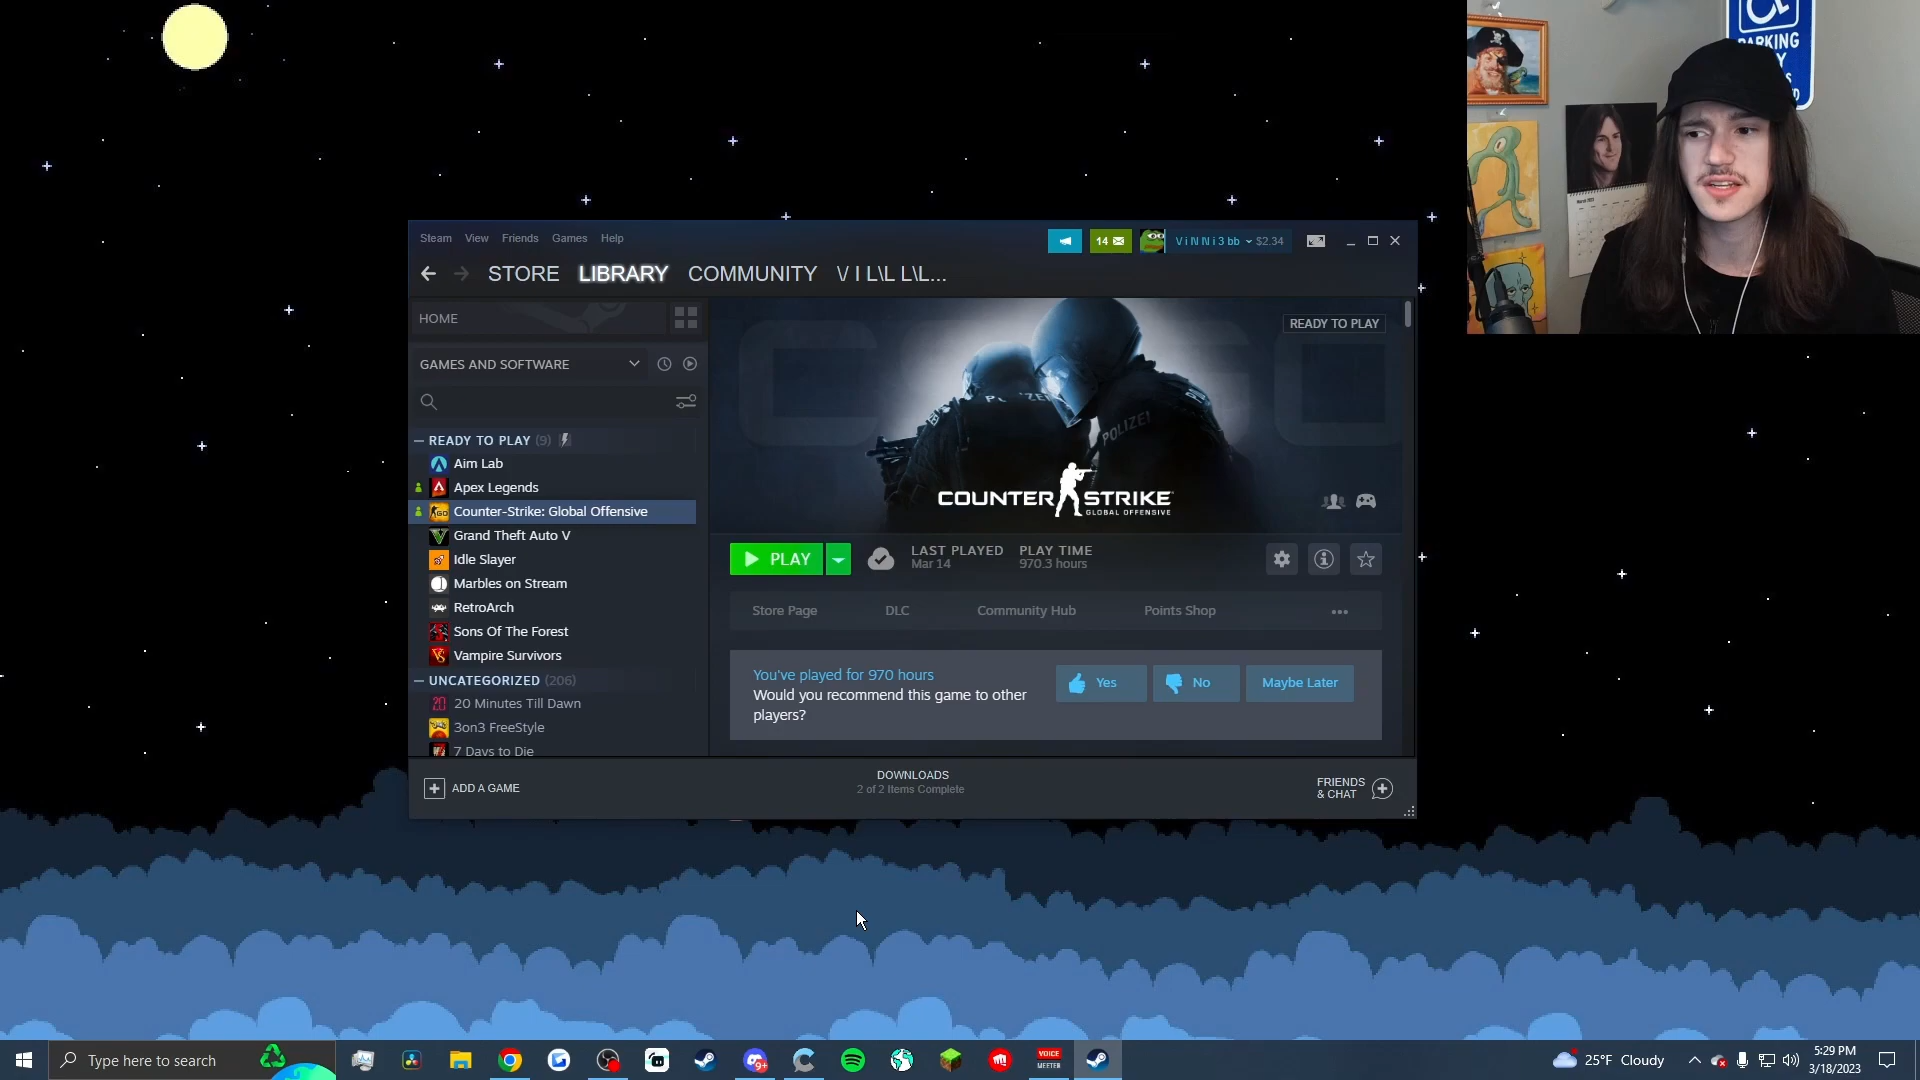 PARKING
Steam View Friends Games Help
14
V i N N i 3 bb $2.34
STORE LIBRARY COMMUNITY \/ I L\L L\L...
HOME
READY TO PLAY
GAMES AND SOFTWARE
READY TO PLAY (9)
Aim Lab
Apex Legends
Counter-Strike: Global Offensive
Grand Theft Auto V
Idle Slayer
Marbles on Stream
RetroArch
Sons Of The Forest
Vampire Survivors
UNCATEGORIZED (206)
20 Minutes Till Dawn
3on3 FreeStyle
7 Days to Die
POLIZEI
COUNTER STRIKE
GLOBAL OFFENSIVE
PLAY
LAST PLAYED
Mar 14
PLAY TIME
970.3 hours
Store Page DLC Community Hub Points Shop
You've played for 970 hours
Would you recommend this game to other
players?
Yes No Maybe Later
ADD A GAME
DOWNLOADS
2 of 2 Items Complete
FRIENDS
& CHAT
Type here to search
9+
VOICE
MEETER
25°F Cloudy
5:29 PM
3/18/2023